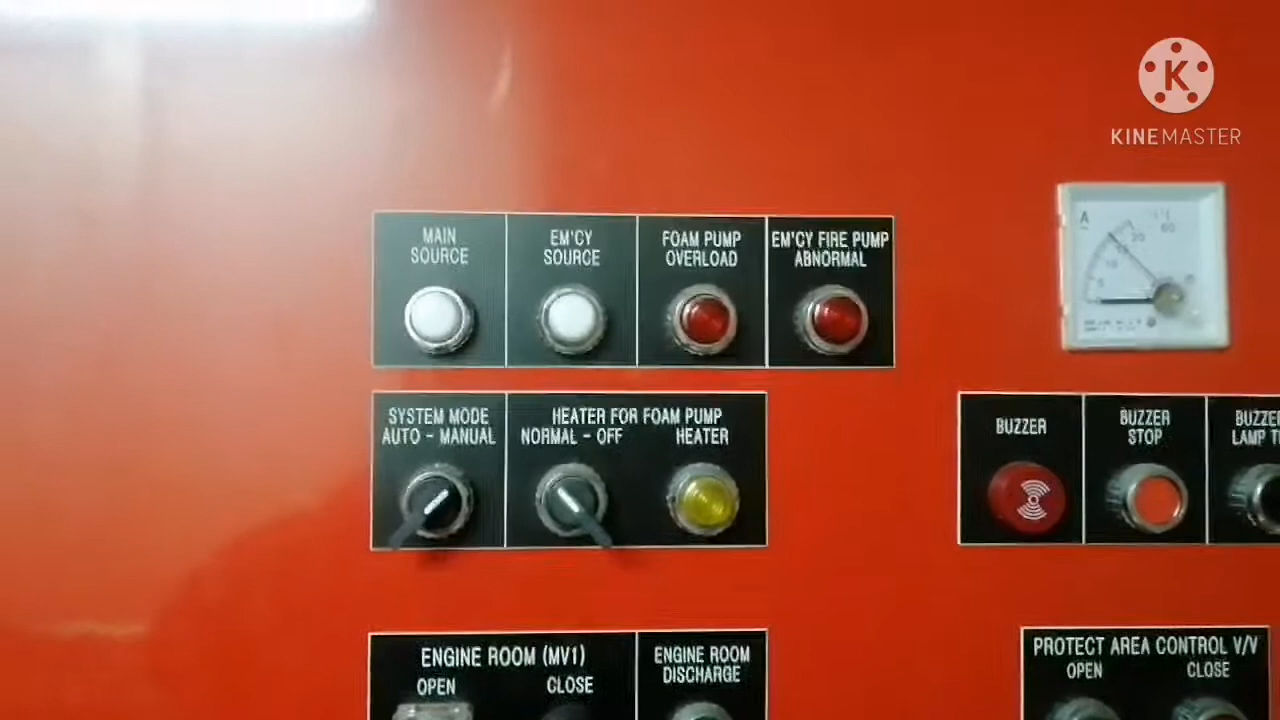 K
KINEMASTER
MAIN
SOURCE
EM'CY
SOURCE
FOAM PUMP
OVERLOAD
EM'CY FIRE PUMP
ABNORMAL
A
60
SYSTEM MODE
AUTO - MANUAL
HEATER FOR FOAM PUMP
NORMAL - OFF
HEATER
BUZZER
BUZZER
STOP
BUZZE
LAMP T
ENGINE ROOM (MV1)
OPEN
CLOSE
ENGINE ROOM
DISCHARGE
PROTECT AREA CONTROL V/V
OPEN
CLOSE